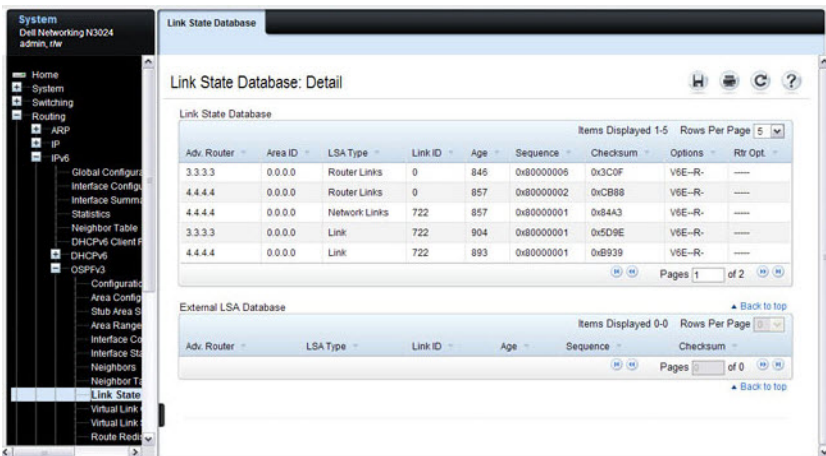 System
Dell Networking N3024
admin, r/w
Link State Database
Home
System
Switching
Routing
ARP
IP
IPv6
Global Configura
Interface Configu
Interface Summa
Statistics
Neighbor Table
DHCPv6 Client P
DHCPv6
OSPFv3
Configuratio
Area Config
Stub Area S
Area Range
Interface Co
Interface Sta
Neighbors
Neighbor Ta
Link State
Virtual Link
Virtual Link
Route Redis
Link State Database: Detail
Link State Database
Items Displayed 1-5 Rows Per Page 5
Adv. Router Area ID LSA Type Link ID Age Sequence Checksum Options Rtr Opt.
3.3.3.3 0.0.0.0 Router Links 0 846 0x80000006 0x3C0F V6E--R- -----
4.4.4.4 0.0.0.0 Router Links 0 857 0x80000002 0xCB88 V6E--R- -----
4.4.4.4 0.0.0.0 Network Links 722 857 0x80000001 0x84A3 V6E--R- -----
3.3.3.3 0.0.0.0 Link 722 904 0x80000001 0x5D9E V6E--R- -----
4.4.4.4 0.0.0.0 Link 722 893 0x80000001 0xB939 V6E--R- -----
Pages 1 of 2
Back to top
External LSA Database
Items Displayed 0-0 Rows Per Page 0
Adv. Router LSA Type Link ID Age Sequence Checksum
Pages 0 of 0
Back to top